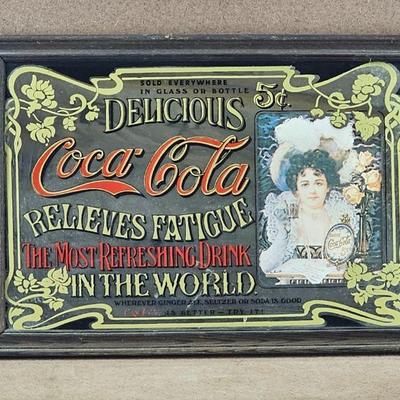 SOLD EVERYWHERE
IN GLASS OR BOTTLE
DELICIOUS 5¢.
Coca-Cola
RELIEVES FATIGUE
THE MOST REFRESHING DRINK
IN THE WORLD
WHEREVER GINGER ALE, SELTZER OR SODA IS GOOD
IS BETTER–TRY IT!
Coca-Cola